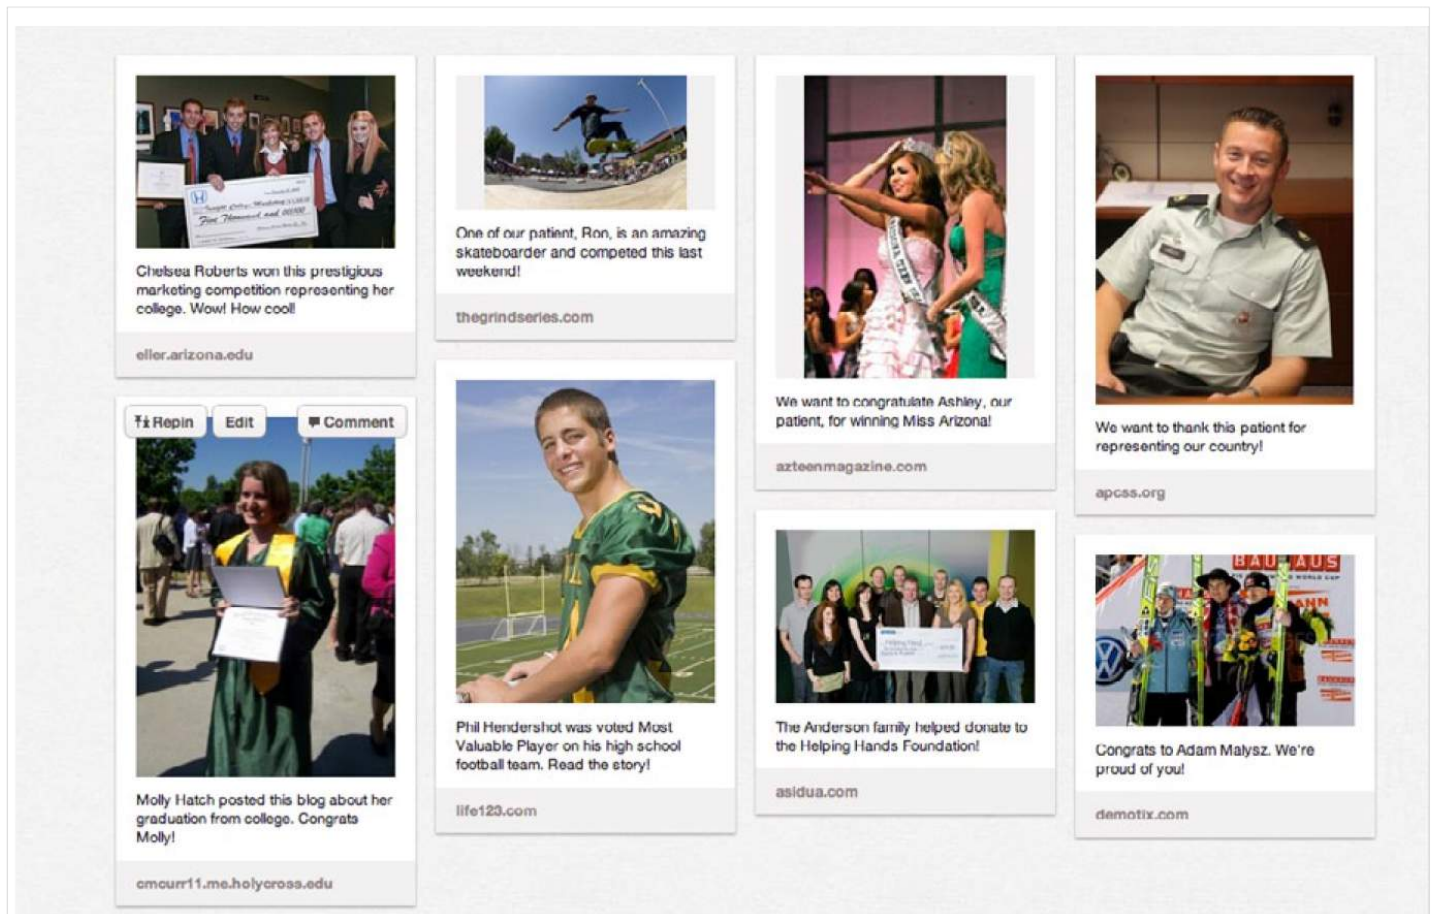 Chelsea Roberts won this prestigious
marketing competition representing her
college. Wow! How cool!
eller.arizona.edu
Repin
Edit
Comment
Molly Hatch posted this blog about her
graduation from college. Congrats
Molly!
cmcurr11.me.holycross.edu
One of our patient, Ron, is an amazing
skateboarder and competed this last
weekend!
thegrindseries.com
Phil Hendershot was voted Most
Valuable Player on his high school
football team. Read the story!
life123.com
We want to congratulate Ashley, our
patient, for winning Miss Arizona!
azteenmagazine.com
The Anderson family helped donate to
the Helping Hands Foundation!
asidua.com
We want to thank this patient for
representing our country!
apcss.org
BAUHAUS
WORLD CUP
Congrats to Adam Malysz. We're
proud of you!
demotix.com